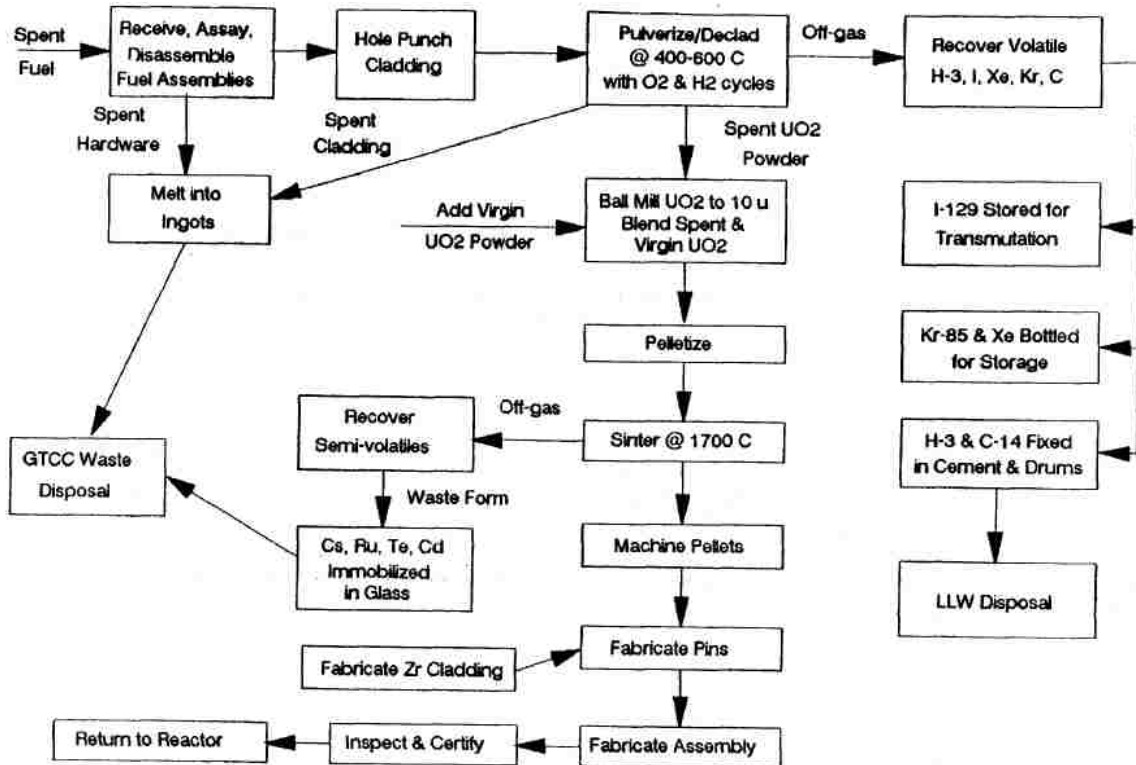 Spent
Fuel
Receive, Assay,
Disassemble
Fuel Assemblies
Hole Punch
Cladding
Pulverize/Declad
@ 400-600 C
with O2 & H2 cycles
Off-gas
Recover Volatile
H-3, I, Xe, Kr, C
Spent
Hardware
Spent
Cladding
Spent UO2
Powder
Melt into
Ingots
Add Virgin
UO2 Powder
Ball Mill UO2 to 10 u
Blend Spent &
Virgin UO2
I-129 Stored for
Transmutation
Pelletize
Kr-85 & Xe Bottled
for Storage
Recover
Semi-volatiles
Off-gas
Sinter @ 1700 C
H-3 & C-14 Fixed
in Cement & Drums
GTCC Waste
Disposal
Waste Form
Cs, Ru, Te, Cd
Immobilized
in Glass
Machine Pellets
LLW Disposal
Fabricate Zr Cladding
Fabricate Pins
Return to Reactor
Inspect & Certify
Fabricate Assembly